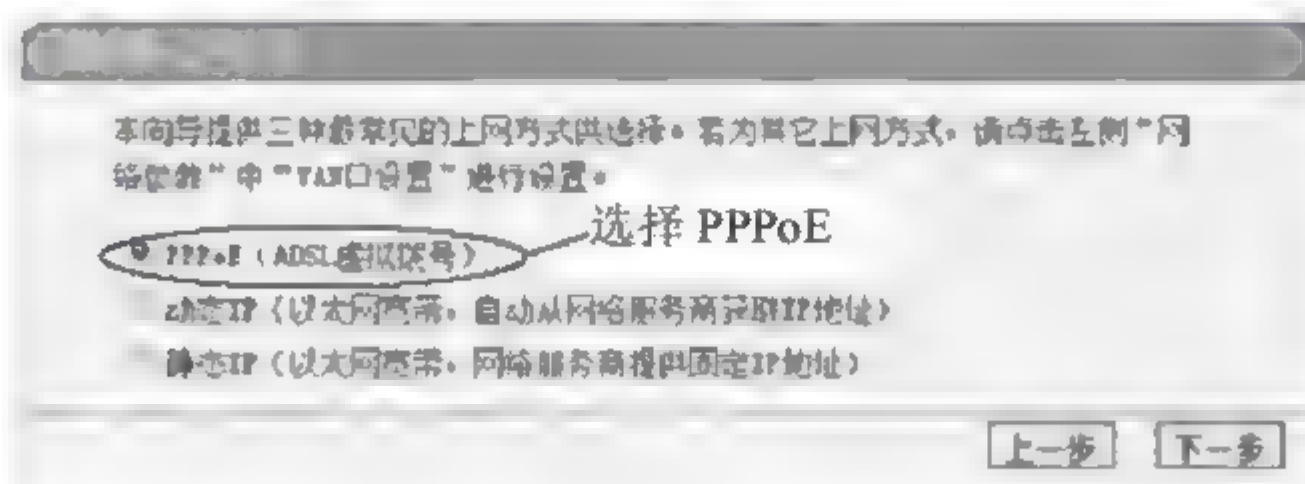 本向导提供三种最常见的上网方式供选择。若为其它上网方式，请点击左侧“网
络参数”中“WAN口设置”进行设置。
选择 PPPoE
PPPoE（ADSL虚拟拨号）
动态IP（以太网宽带，自动从网络服务商获取IP地址）
静态IP（以太网宽带，网络服务商提供固定IP地址）
上一步
下一步